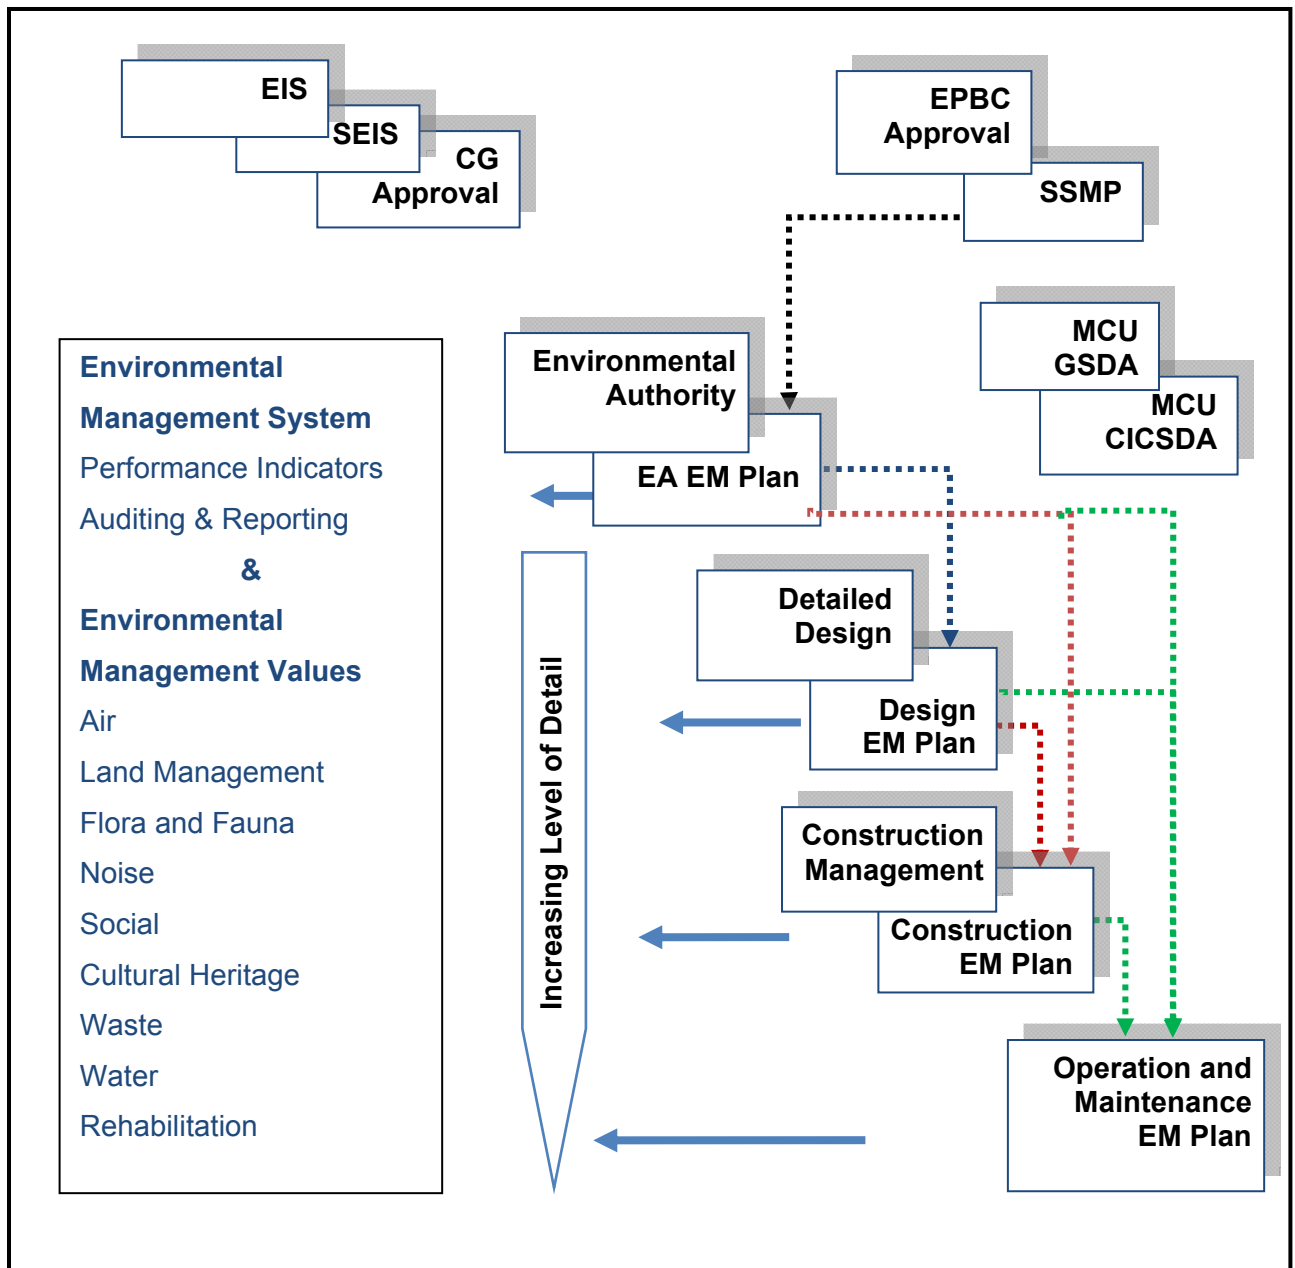 EIS
SEIS
CG
Approval
EPBC
Approval
SSMP
MCU
GSDA
MCU
CICSDA
Environmental
Authority
EA EM Plan
Environmental
Management System
Performance Indicators
Auditing & Reporting
&
Environmental
Management Values
Air
Land Management
Flora and Fauna
Noise
Social
Cultural Heritage
Waste
Water
Rehabilitation
Increasing Level of Detail
Detailed
Design
Design
EM Plan
Construction
Management
Construction
EM Plan
Operation and
Maintenance
EM Plan